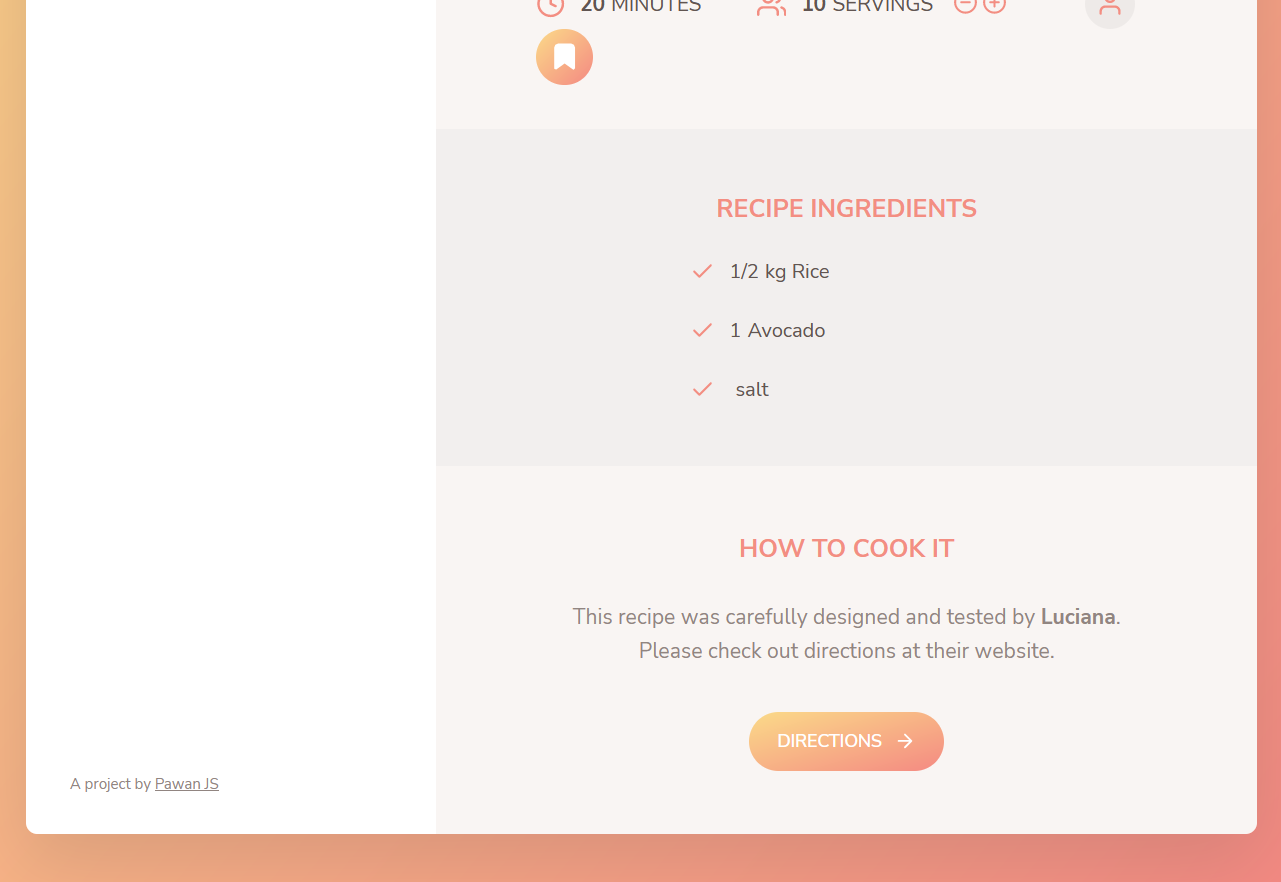 20 MINUTES 10 SERVINGS
RECIPE INGREDIENTS
1/2 kg Rice
1 Avocado
salt
HOW TO COOK IT
This recipe was carefully designed and tested by Luciana.
Please check out directions at their website.
DIRECTIONS
A project by Pawan JS